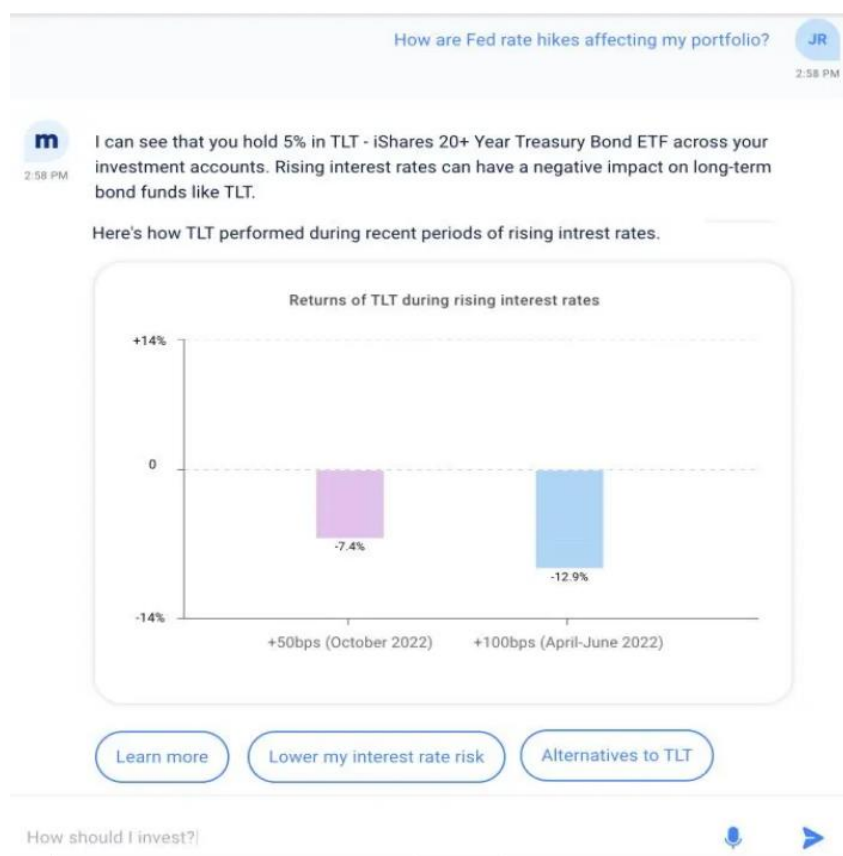 How are Fed rate hikes affecting my portfolio?
JR
2:58 PM
m
2:58 PM
I can see that you hold 5% in TLT - iShares 20+ Year Treasury Bond ETF across your
investment accounts. Rising interest rates can have a negative impact on long-term
bond funds like TLT.
Here's how TLT performed during recent periods of rising intrest rates.
Returns of TLT during rising interest rates
+14%
0
-7.4%
-12.9%
-14%
+50bps (October 2022) +100bps (April-June 2022)
Learn more Lower my interest rate risk Alternatives to TLT
How should I invest?